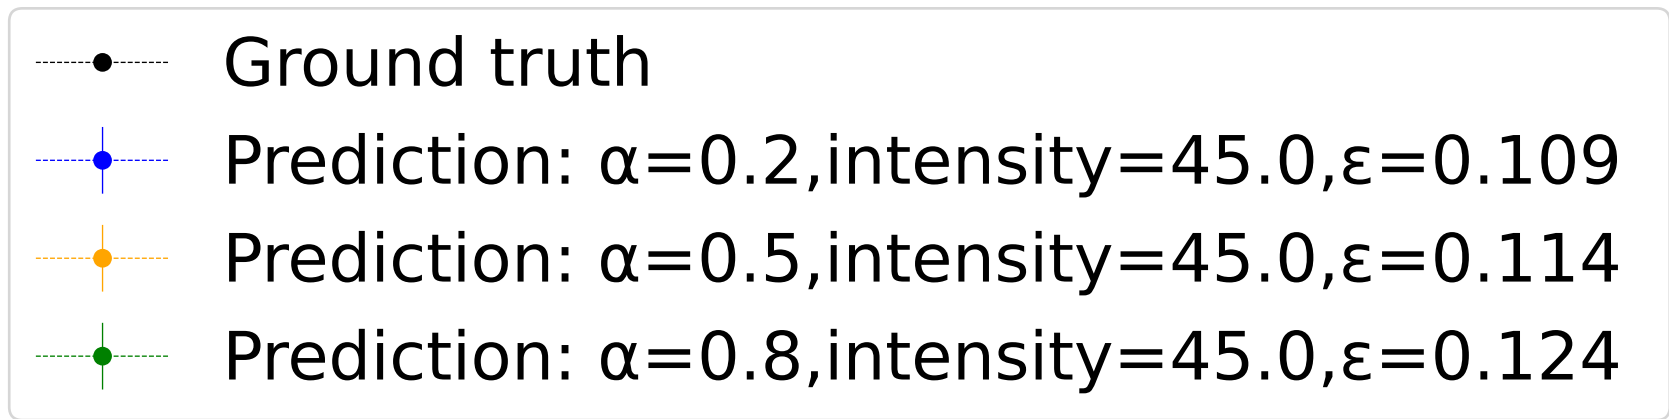 Ground truth
Prediction: α=0.2,intensity=45.0,ε=0.109
Prediction: α=0.5,intensity=45.0,ε=0.114
Prediction: α=0.8,intensity=45.0,ε=0.124